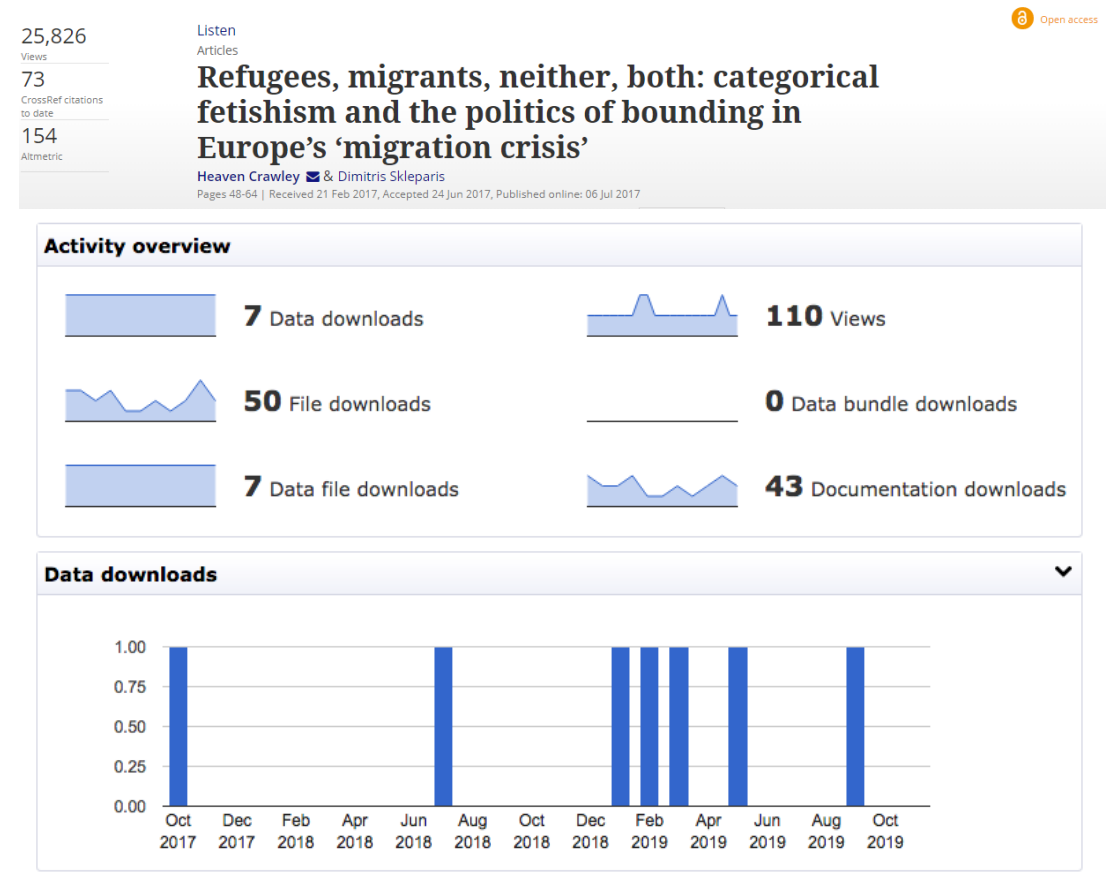 25,826
Views
73
CrossRef citations
to date
154
Altmetric
Listen
Articles
Refugees, migrants, neither, both: categorical
fetishism and the politics of bounding in
Europe’s ‘migration crisis’
Heaven Crawley & Dimitris Skleparis
Pages 48-64 | Received 21 Feb 2017, Accepted 24 Jun 2017, Published online: 06 Jul 2017
Open access
Activity overview
7 Data downloads
110 Views
50 File downloads
0 Data bundle downloads
7 Data file downloads
43 Documentation downloads
Data downloads
1.00
0.75
0.50
0.25
0.00
Oct Dec Feb Apr Jun Aug Oct Dec Feb Apr Jun Aug Oct
2017 2017 2018 2018 2018 2018 2018 2018 2019 2019 2019 2019 2019